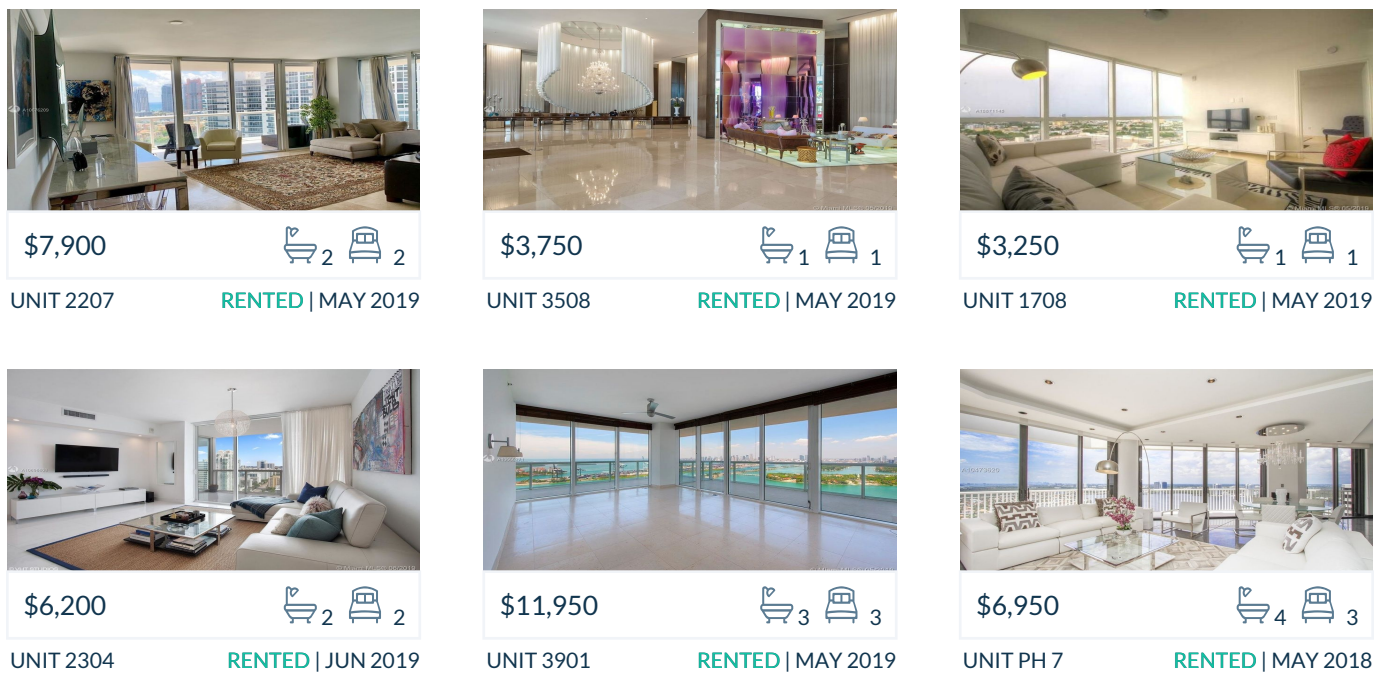 $7,900 2 2
UNIT 2207 RENTED | MAY 2019
$3,750 1 1
UNIT 3508 RENTED | MAY 2019
$3,250 1 1
UNIT 1708 RENTED | MAY 2019
$6,200 2 2
UNIT 2304 RENTED | JUN 2019
$11,950 3 3
UNIT 3901 RENTED | MAY 2019
$6,950 4 3
UNIT PH 7 RENTED | MAY 2018